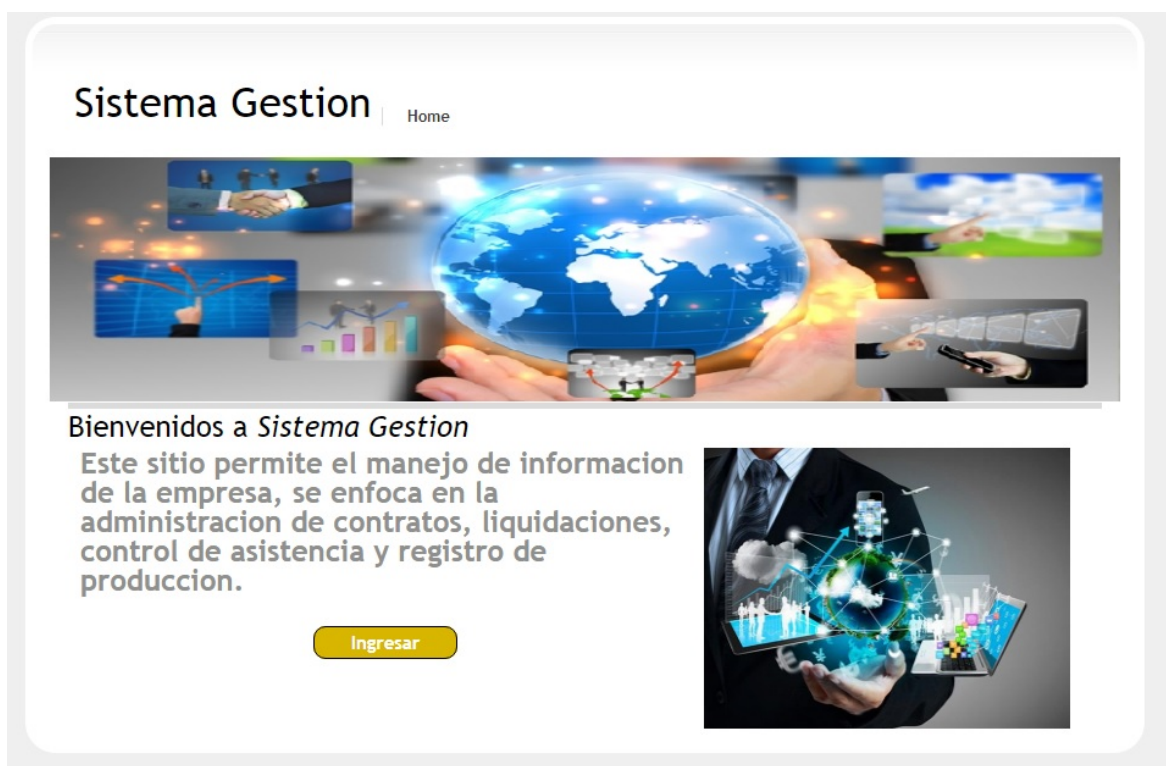 Sistema Gestion
Home
Bienvenidos a Sistema Gestion
Este sitio permite el manejo de informacion
de la empresa, se enfoca en la
administracion de contratos, liquidaciones,
control de asistencia y registro de
produccion.
Ingresar